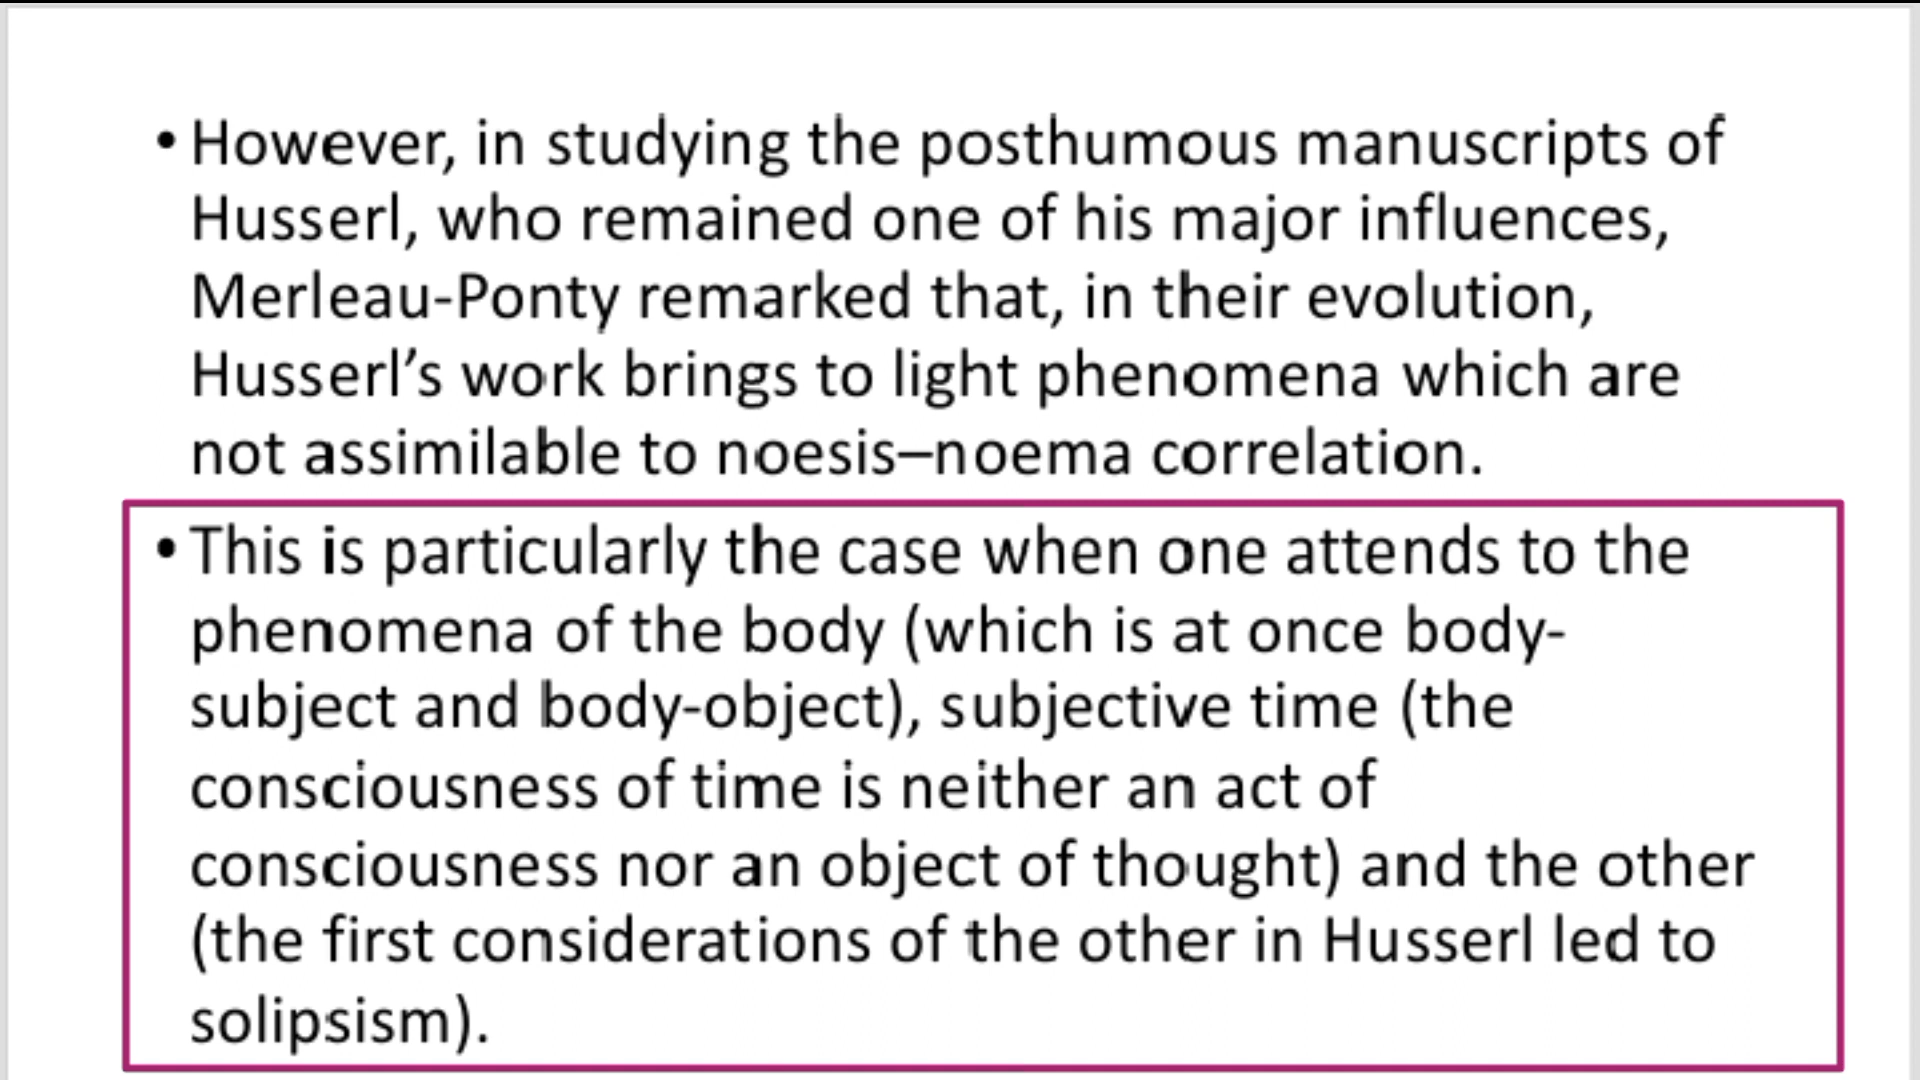 • However, in studying the posthumous manuscripts of
Husserl, who remained one of his major influences,
Merleau-Ponty remarked that, in their evolution,
Husserl’s work brings to light phenomena which are
not assimilable to noesis–noema correlation.
• This is particularly the case when one attends to the
phenomena of the body (which is at once body-
subject and body-object), subjective time (the
consciousness of time is neither an act of
consciousness nor an object of thought) and the other
(the first considerations of the other in Husserl led to
solipsism).